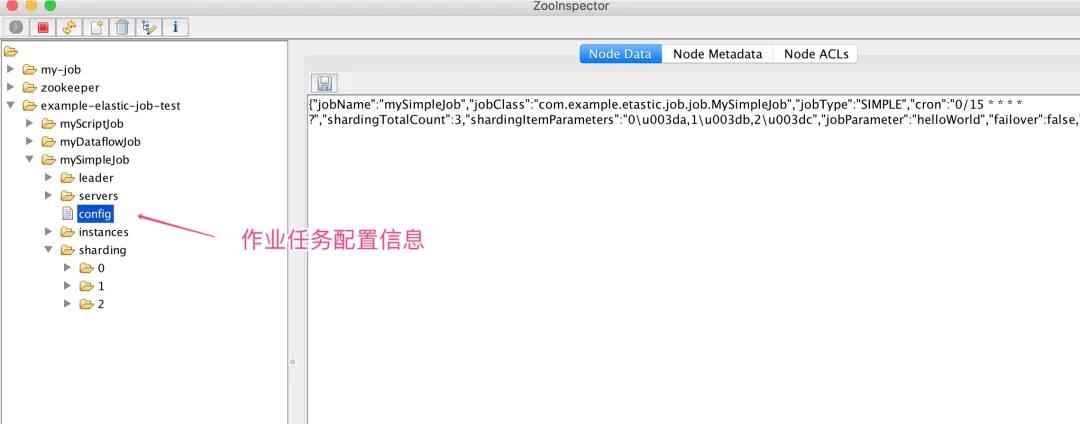 ZooInspector
my-job
zookeeper
example-elastic-job-test
myScriptJob
myDataflowJob
mySimpleJob
leader
servers
config
instances
sharding
0
1
2
作业任务配置信息
Node Data
Node Metadata
Node ACLs
{"jobName":"mySimpleJob","jobClass":"com.example.etastic.job.job.MySimpleJob","jobType":"SIMPLE","cron":"0/15 * * * *
?","shardingTotalCount":3,"shardingItemParameters":"0\u003da,1\u003db,2\u003dc","jobParameter":"helloWorld","failover":false,